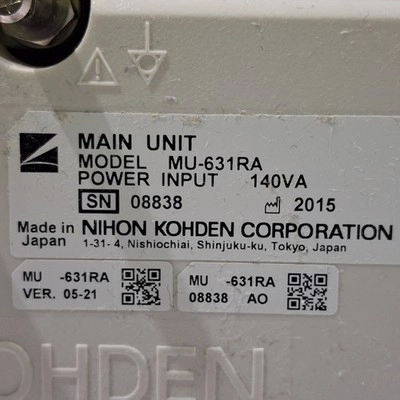 MAIN UNIT
MODEL MU-631RA
POWER INPUT 140VA
SN 08838 2015
Made in Japan NIHON KOHDEN CORPORATION
1-31-4, Nishiochiai, Shinjuku-ku, Tokyo, Japan
MU -631RA
VER. 05-21
MU -631RA
08838 AO
OHDEN